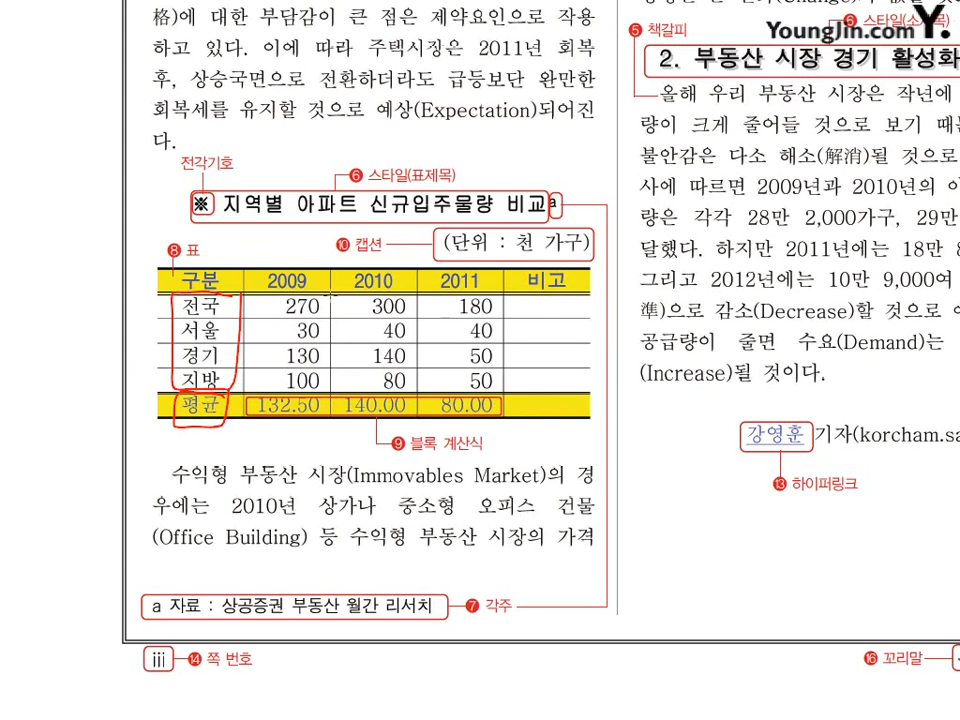 格)에 대한 부담감이 큰 점은 제약요인으로 작용
하고 있다. 이에 따라 주택시장은 2011년 회복
후, 상승국면으로 전환하더라도 급등보단 완만한
회복세를 유지할 것으로 예상(Expectation)되어진
다.
전각기호
❻ 스타일(표제목)
※ 지역별 아파트 신규입주물량 비교a
❽ 표
❿ 캡션
(단위 : 천 가구)
구분 2009 2010 2011 비고
전국 270 300 180
서울 30 40 40
경기 130 140 50
지방 100 80 50
평균 132.50 140.00 80.00
❾ 블록 계산식
수익형 부동산 시장(Immovables Market)의 경
우에는 2010년 상가나 중소형 오피스 건물
(Office Building) 등 수익형 부동산 시장의 가격
a 자료 : 상공증권 부동산 월간 리서치
❼ 각주
iii
⓮ 쪽 번호
❺ 책갈피
❻ 스타일(소제목)
YoungJin.com Y.
2. 부동산 시장 경기 활성화
올해 우리 부동산 시장은 작년에
량이 크게 줄어들 것으로 보기 때
불안감은 다소 해소(解消)될 것으로
사에 따르면 2009년과 2010년의
량은 각각 28만 2,000가구, 29만
달했다. 하지만 2011년에는 18만
그리고 2012년에는 10만 9,000여
準)으로 감소(Decrease)할 것으로
공급량이 줄면 수요(Demand)는
(Increase)될 것이다.
강영훈 기자(korcham.sa
⓭ 하이퍼링크
⓰ 꼬리말